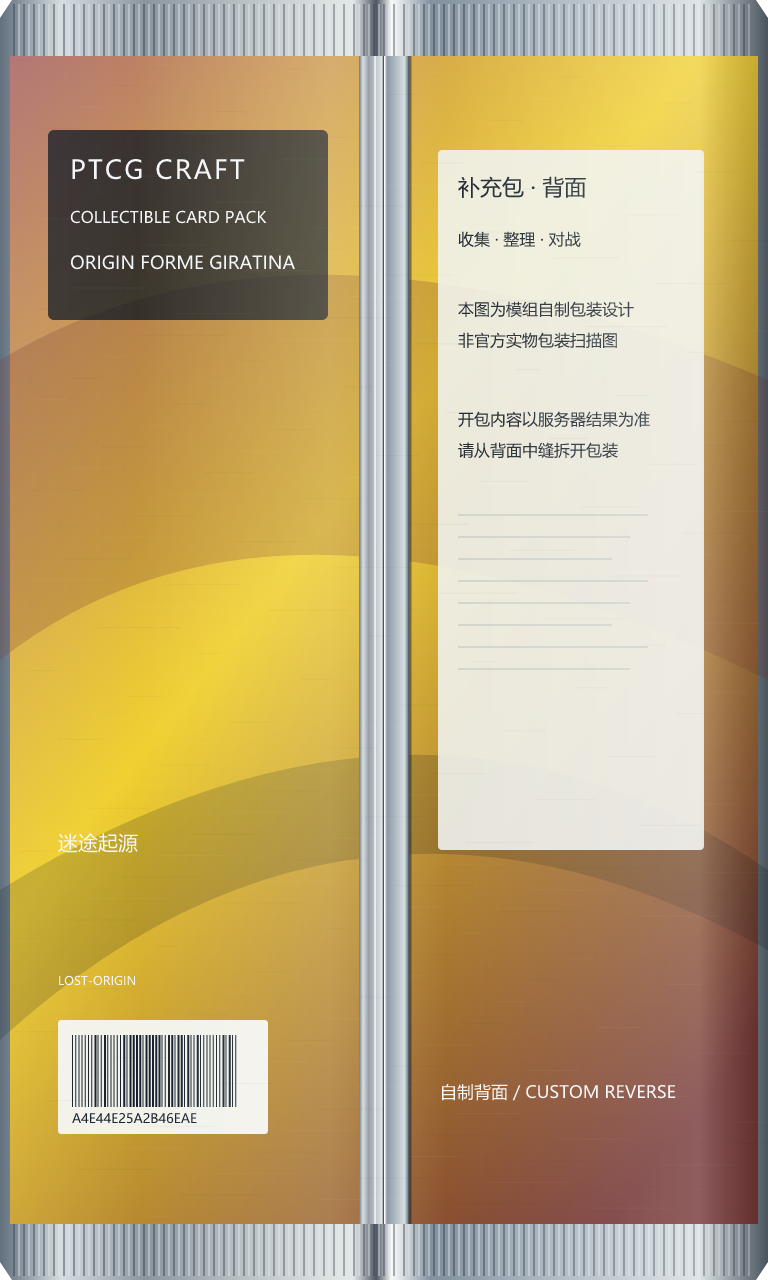 PTCG CRAFT
COLLECTIBLE CARD PACK
ORIGIN FORME GIRATINA
迷途起源
LOST-ORIGIN
A4E44E25A2B46EAE
补充包 · 背面
收集 · 整理 · 对战
本图为模组自制包装设计
非官方实物包装扫描图
开包内容以服务器结果为准
请从背面中缝拆开包装
自制背面 / CUSTOM REVERSE